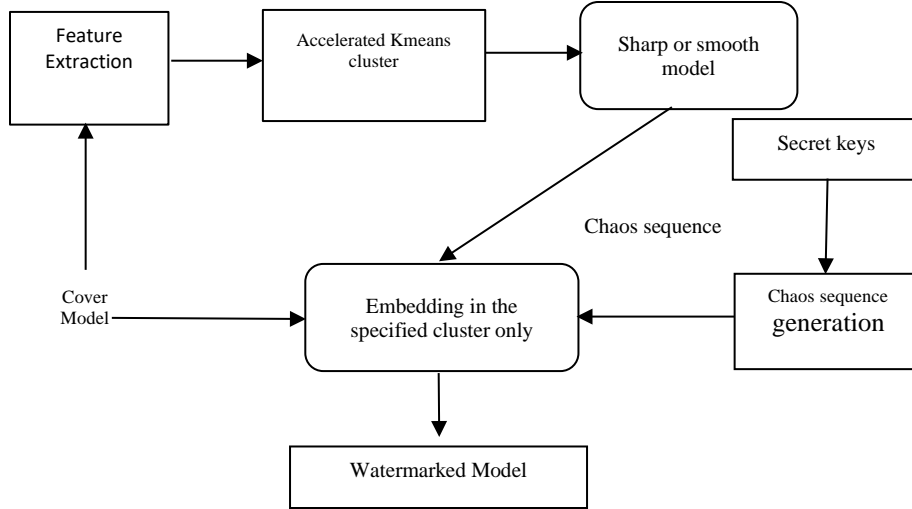 Feature
Extraction
Accelerated Kmeans
cluster
Sharp or smooth
model
Secret keys
Chaos sequence
Cover
Model
Embedding in the
specified cluster only
Chaos sequence
generation
Watermarked Model